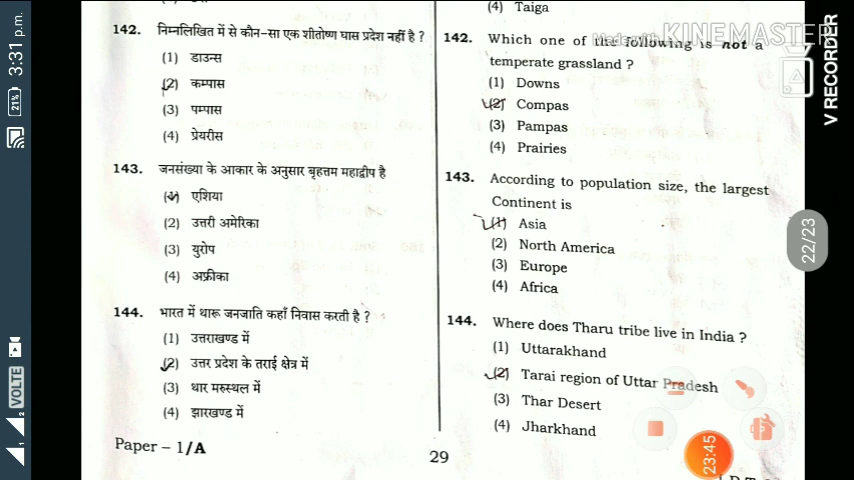 3:31 p.m.
21%
VOLTE
142. निम्नलिखित में से कौन-सा एक शीतोष्ण घास प्रदेश नहीं है ?
(1) डाउन्स
(2) कम्पास
(3) पम्पास
(4) प्रेयरीस
143. जनसंख्या के आकार के अनुसार बृहत्तम महाद्वीप है
(1) एशिया
(2) उत्तरी अमेरिका
(3) युरोप
(4) अफ्रीका
144. भारत में थारू जनजाति कहाँ निवास करती है ?
(1) उत्तराखण्ड में
(2) उत्तर प्रदेश के तराई क्षेत्र में
(3) थार मरुस्थल में
(4) झारखण्ड में
Paper – 1/A
29
(4) Taiga
142. Which one of the following is not a
temperate grassland ?
(1) Downs
(2) Compas
(3) Pampas
(4) Prairies
143. According to population size, the largest
Continent is
(1) Asia
(2) North America
(3) Europe
(4) Africa
144. Where does Tharu tribe live in India ?
(1) Uttarakhand
(2) Tarai region of Uttar Pradesh
(3) Thar Desert
(4) Jharkhand
Made with KINEMASTER
V RECORDER
22/23
23:45